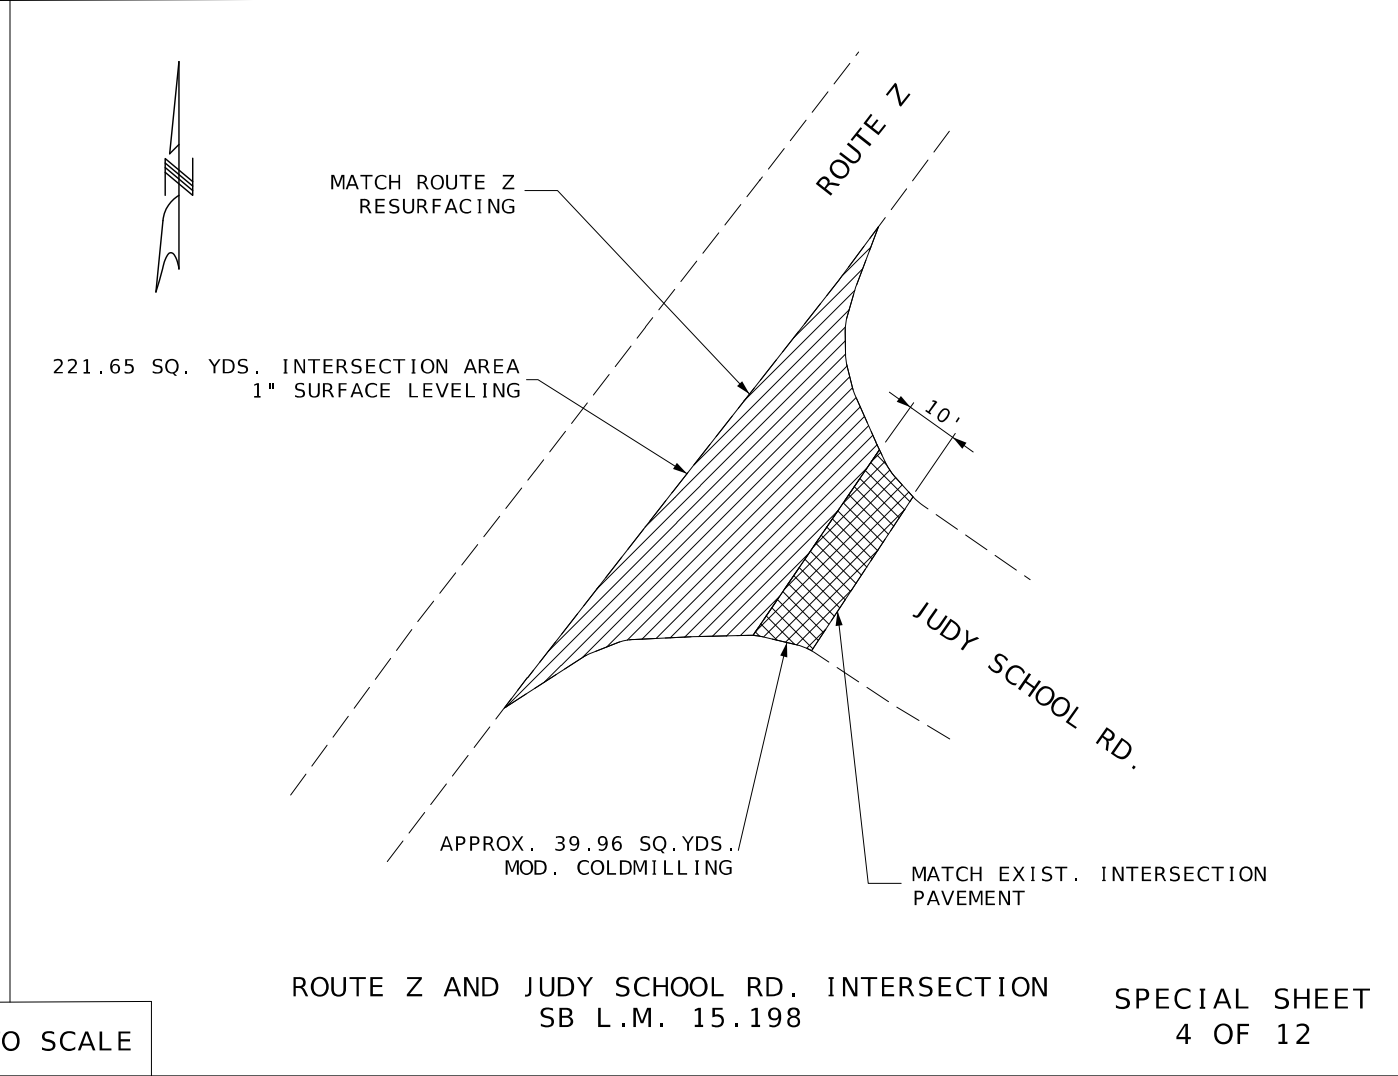 ROUTE Z
MATCH ROUTE Z
RESURFACING
221.65 SQ. YDS. INTERSECTION AREA
1" SURFACE LEVELING
10'
JUDY SCHOOL RD.
APPROX. 39.96 SQ.YDS.
MOD. COLDMILLING
MATCH EXIST. INTERSECTION
PAVEMENT
ROUTE Z AND JUDY SCHOOL RD. INTERSECTION
SB L.M. 15.198
SPECIAL SHEET
4 OF 12
O SCALE
N